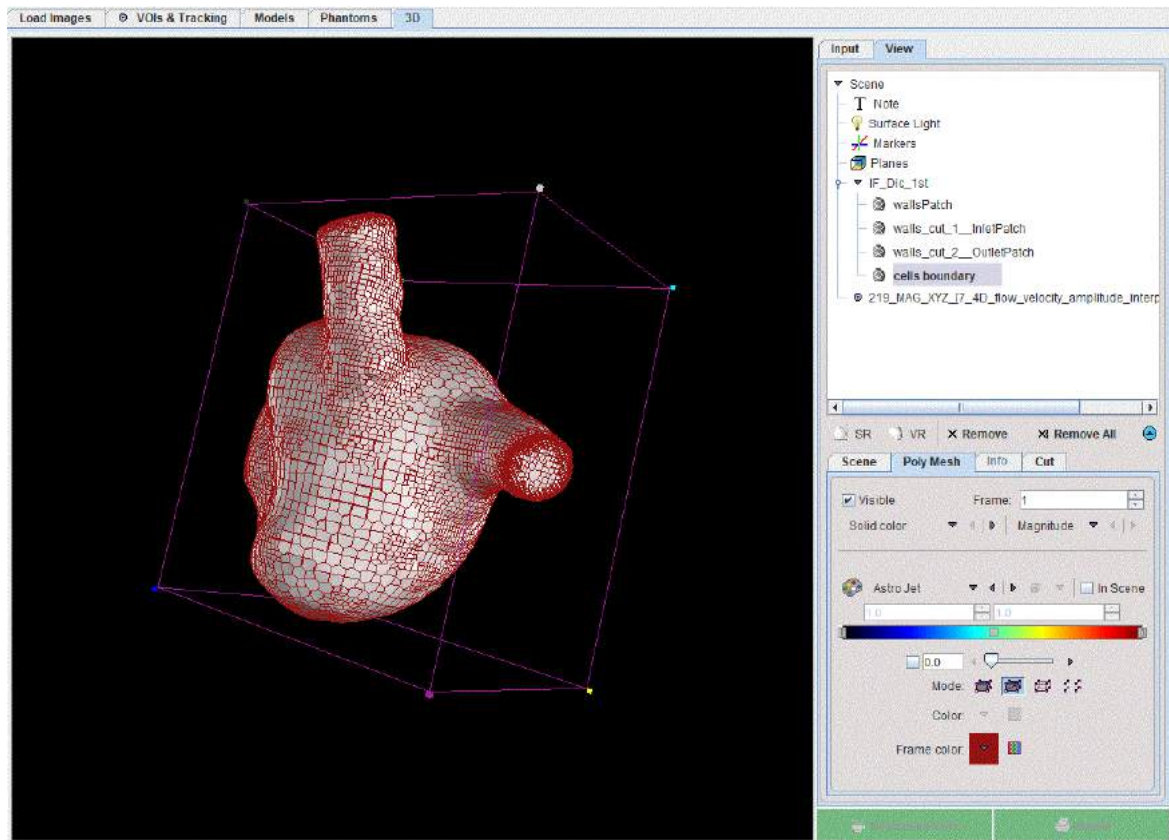 Load Images VOIs & Tracking Models Phantoms 3D
Input View
Scene
T Note
Surface Light
Markers
Planes
IF_Dic_1st
wallsPatch
walls_cut_1__InletPatch
walls_cut_2__OutletPatch
cells boundary
219_MAG_XYZ_[7_4D_flow_velocity_amplitude_interp
SR VR Remove Remove All
Scene Poly Mesh Info Cut
Visible Frame: 1
Solid color Magnitude
Astro Jet In Scene
1.0 1.0
0.0
Mode:
Color:
Frame color: